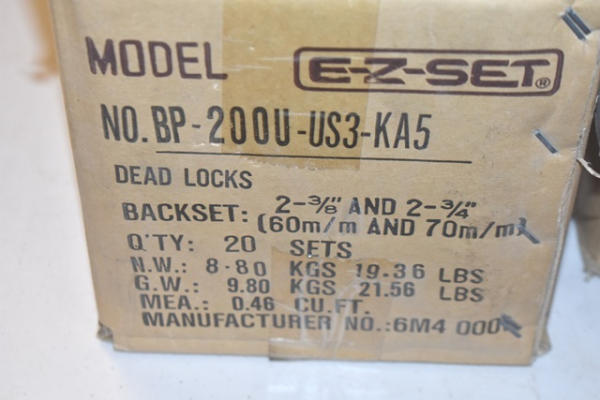 MODEL E-Z-SET®
NO. BP-200U-US3-KA5
DEAD LOCKS
BACKSET: 2-3/8" AND 2-3/4"
(60m/m AND 70m/m)
Q'TY: 20 SETS
N.W.: 8·80 KGS 19.36 LBS
G.W.: 9.80 KGS 21.56 LBS
MEA.: 0.46 CU.FT.
MANUFACTURER NO.:6M4 000